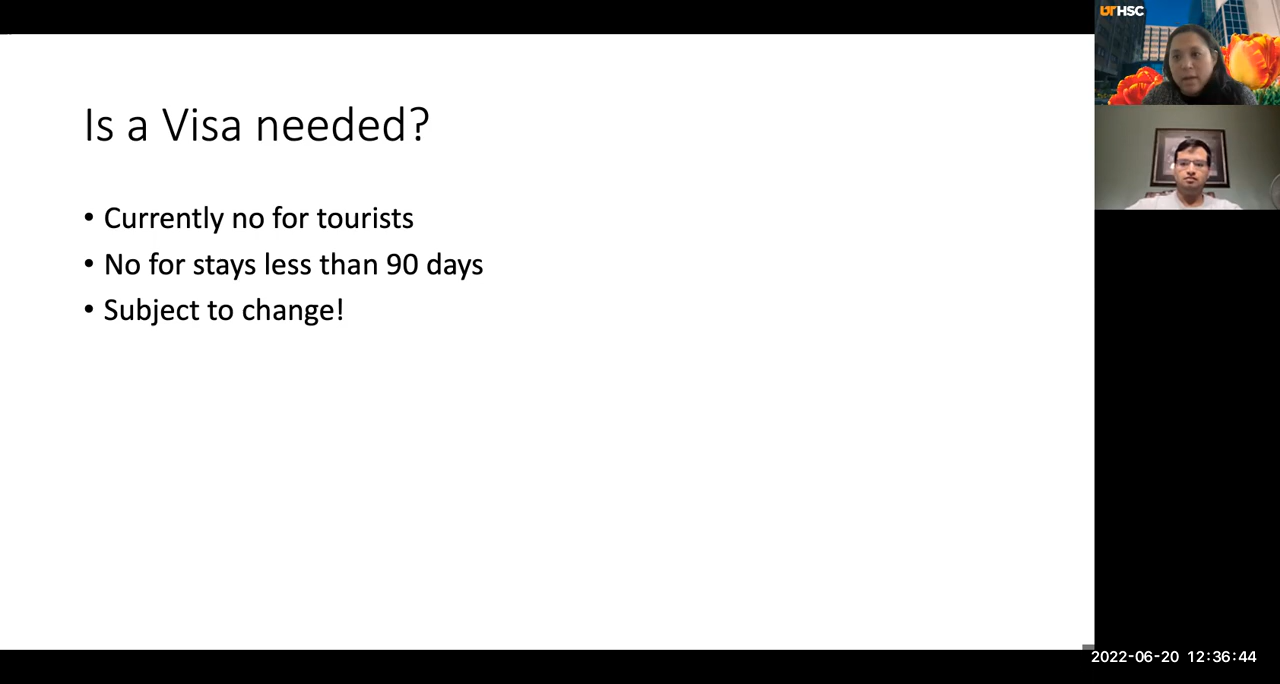 UTHSC
Is a Visa needed?
• Currently no for tourists
• No for stays less than 90 days
• Subject to change!
2022-06-20 12:36:44